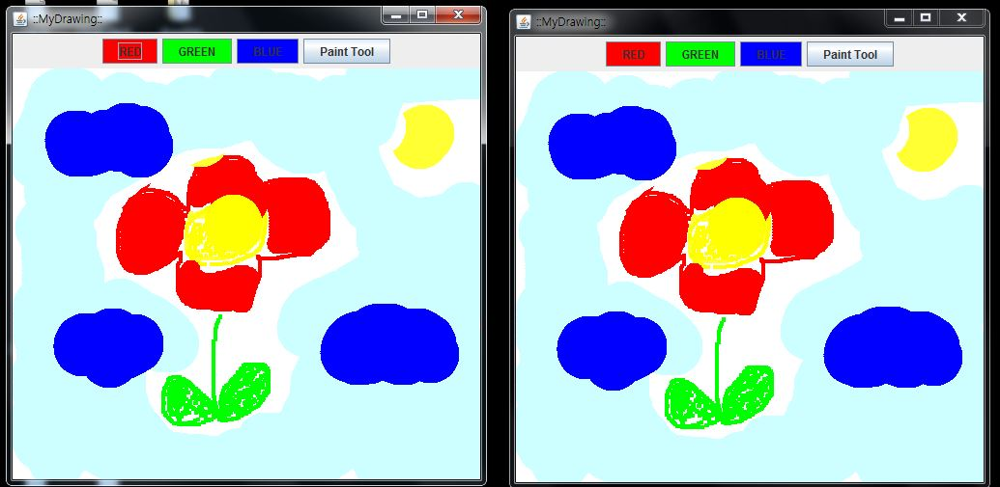 ::MyDrawing::
RED GREEN BLUE Paint Tool
::MyDrawing::
RED GREEN BLUE Paint Tool